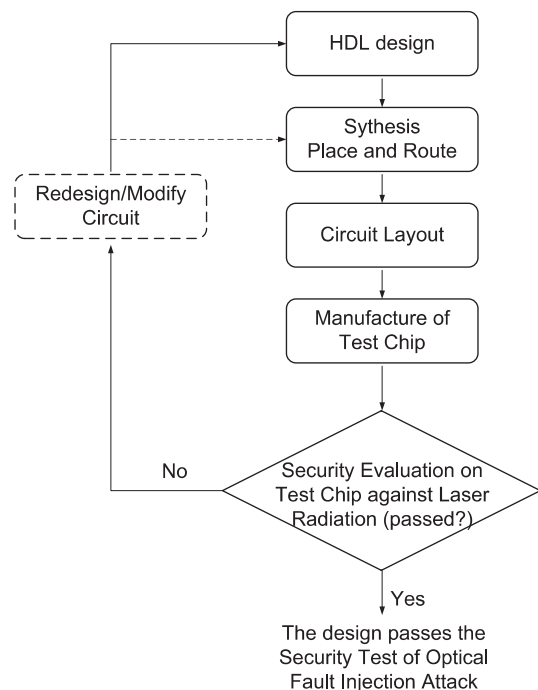 HDL design
Sythesis
Place and Route
Redesign/Modify
Circuit
Circuit Layout
Manufacture of
Test Chip
No
Security Evaluation on
Test Chip against Laser
Radiation (passed?)
Yes
The design passes the
Security Test of Optical
Fault Injection Attack